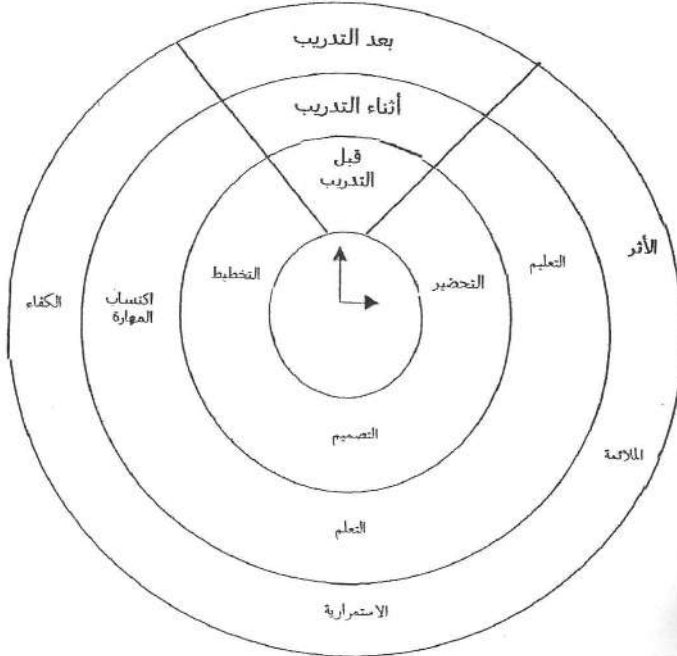 بعد التدريب
أثناء التدريب
قبل
التدريب
الأثر
التعليم
التحضير
التخطيط
اكتساب
المهارة
الكفاء
التصميم
الملائمة
التعلم
الاستمرارية